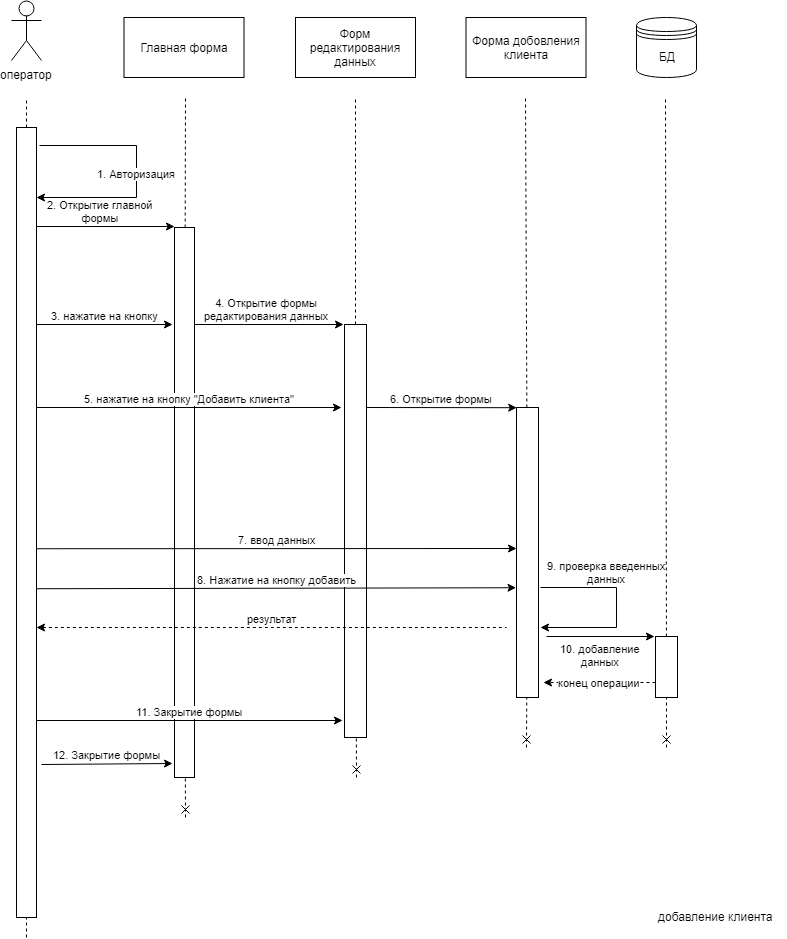 оператор
Главная форма
Форм
редактирования
данных
Форма добовления
клиента
БД
1. Авторизация
2. Открытие главной
формы
3. нажатие на кнопку
4. Открытие формы
редактирования данных
5. нажатие на кнопку "Добавить клиента"
6. Открытие формы
7. ввод данных
8. Нажатие на кнопку добавить
9. проверка введенных
данных
результат
10. добавление
данных
конец операции
11. Закрытие формы
12. Закрытие формы
добавление клиента